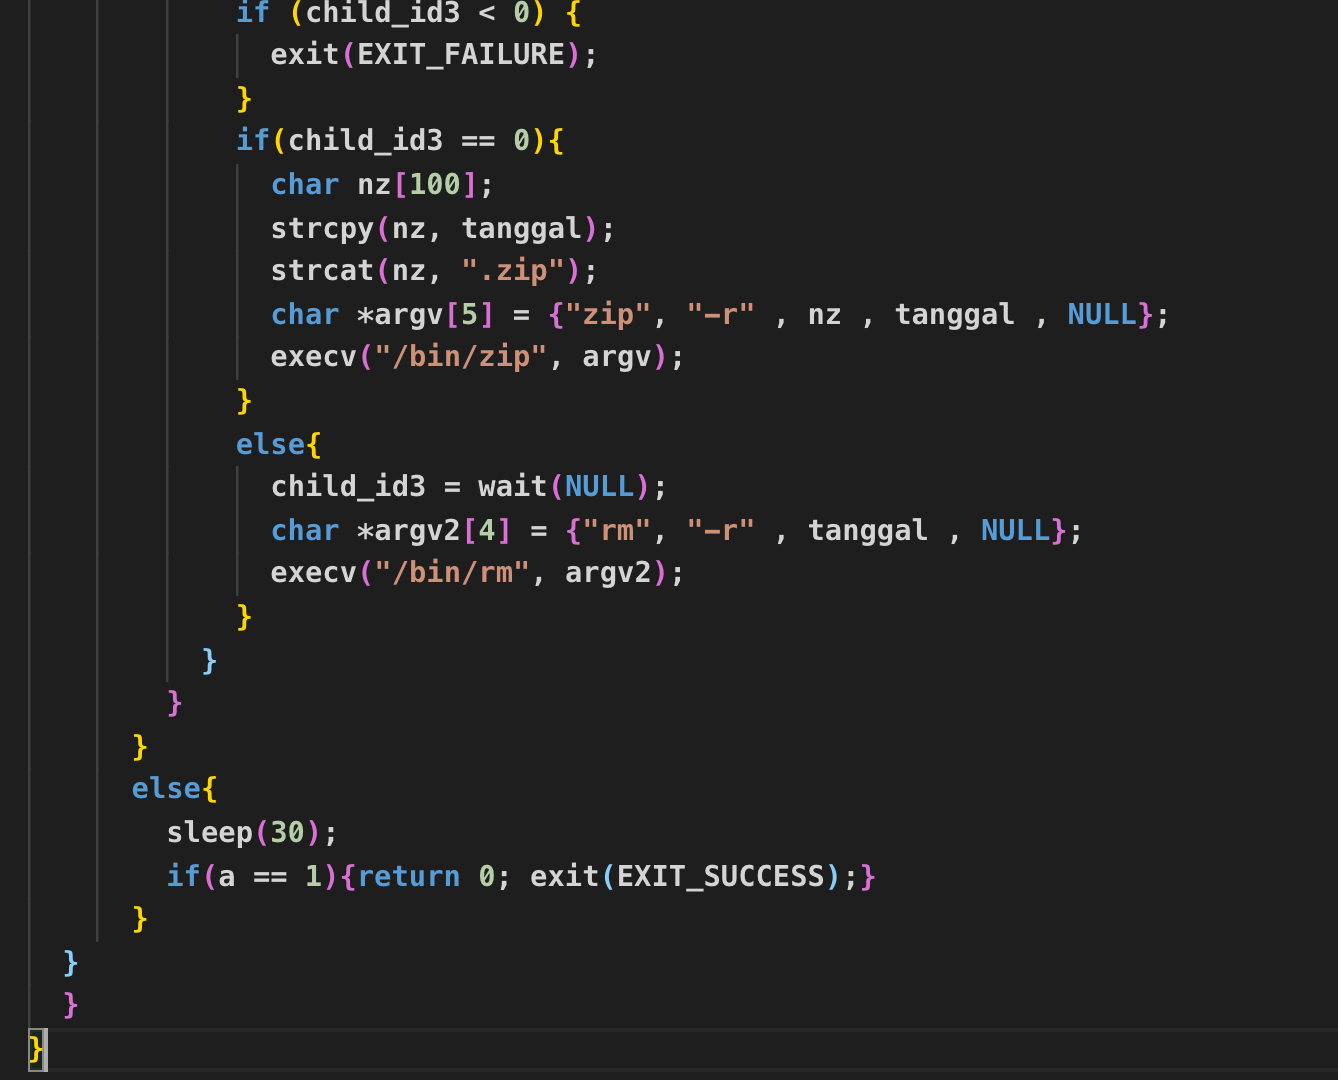 if (child_id3 < 0) {
exit(EXIT_FAILURE);
}
if(child_id3 == 0){
char nz[100];
strcpy(nz, tanggal);
strcat(nz, ".zip");
char *argv[5] = {"zip", "-r" , nz , tanggal , NULL};
execv("/bin/zip", argv);
}
else{
child_id3 = wait(NULL);
char *argv2[4] = {"rm", "-r" , tanggal , NULL};
execv("/bin/rm", argv2);
}
}
}
}
else{
sleep(30);
if(a == 1){return 0; exit(EXIT_SUCCESS);}
}
}
}
}